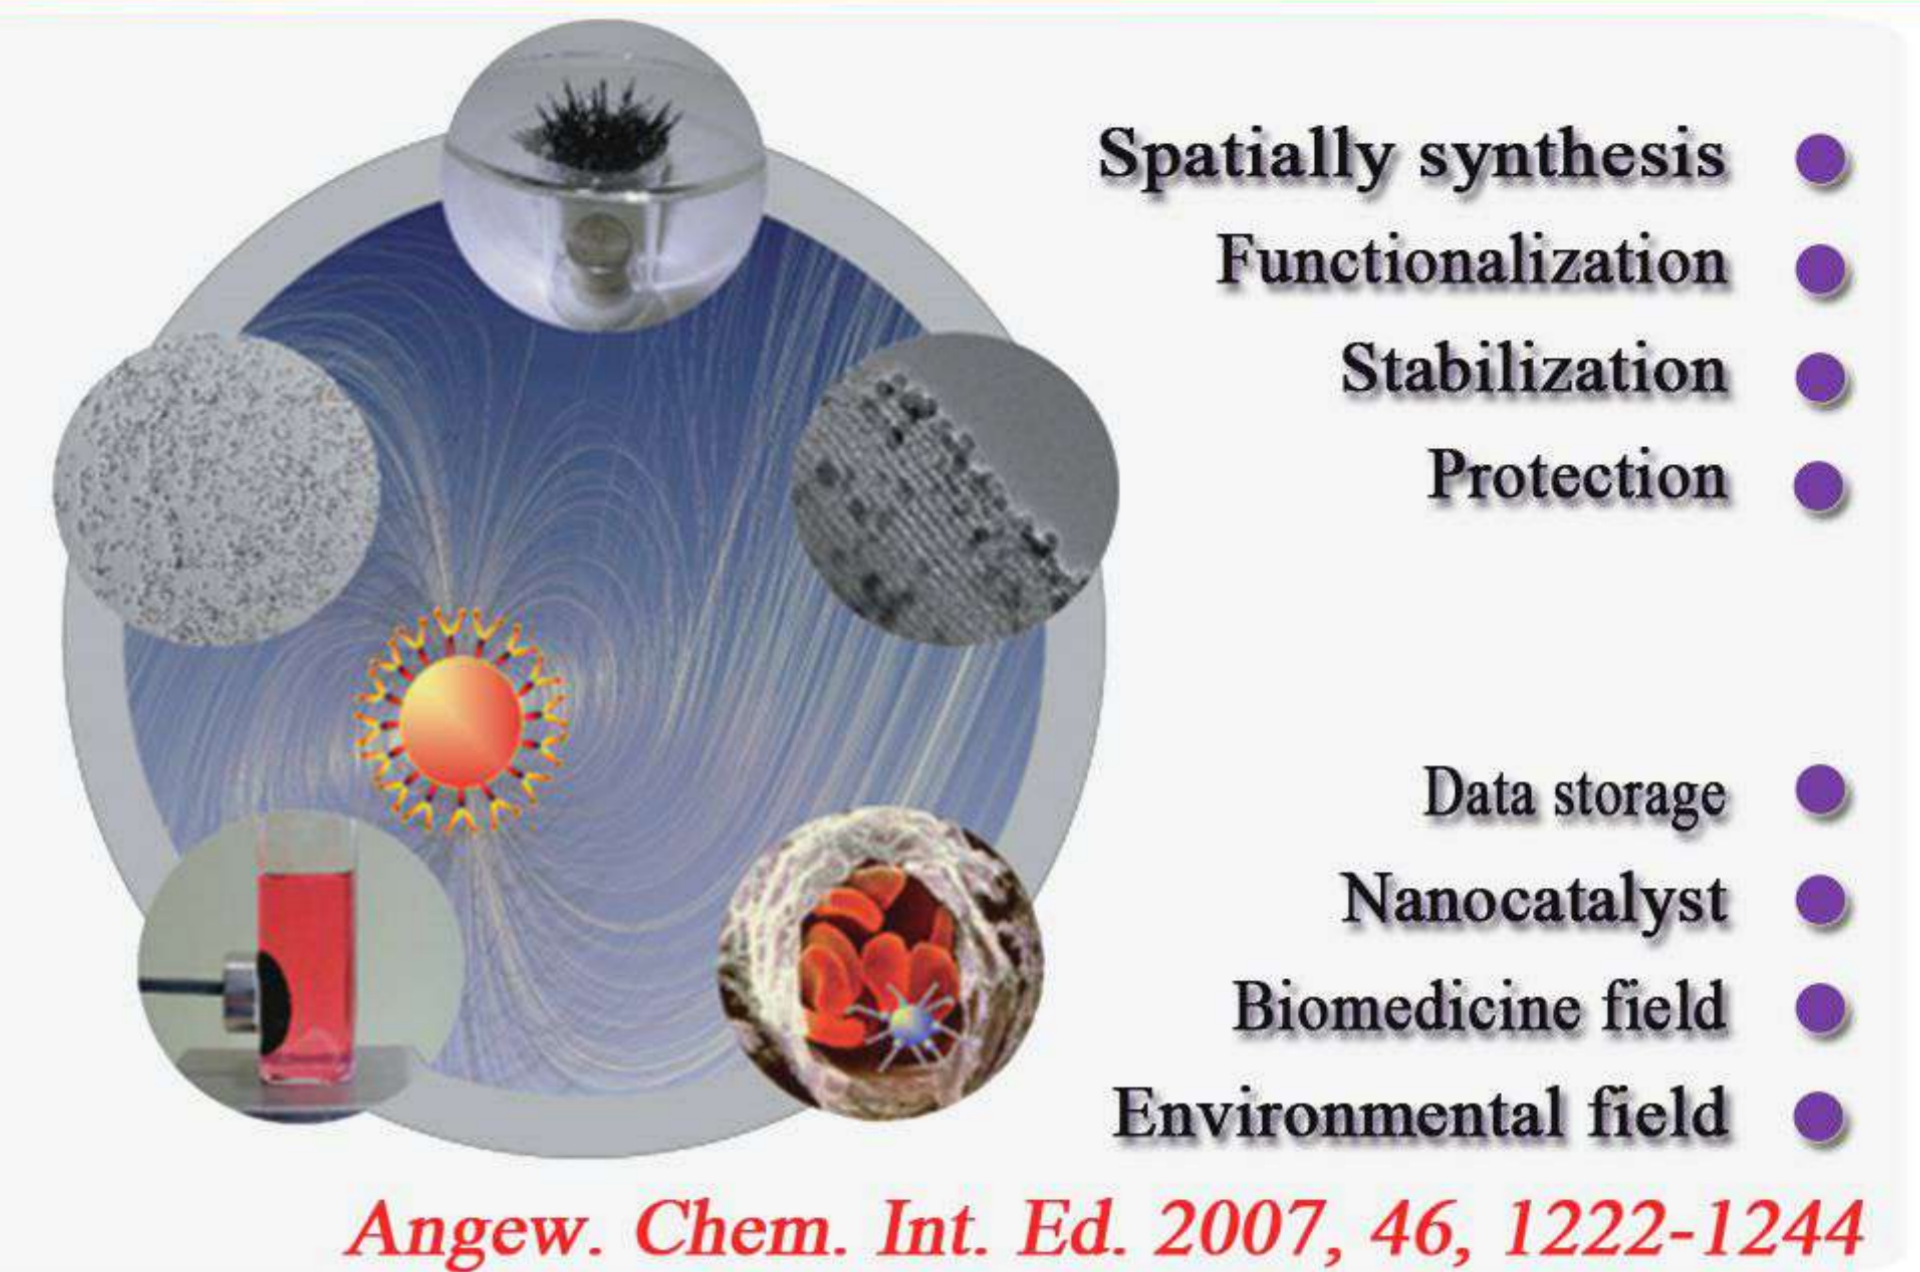 Spatially synthesis
Functionalization
Stabilization
Protection
Data storage
Nanocatalyst
Biomedicine field
Environmental field
Angew. Chem. Int. Ed. 2007, 46, 1222-1244